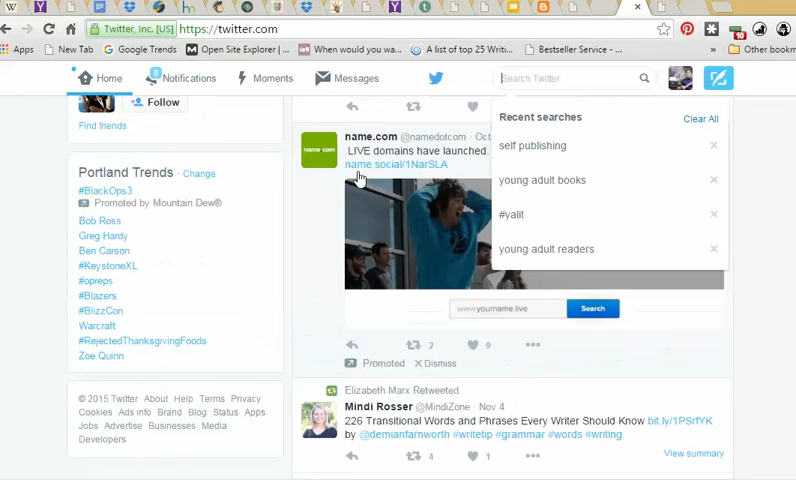 Twitter, Inc. [US]
https://twitter.com
Apps
New Tab
Google Trends
Open Site Explorer |
When would you wa..
A list of top 25 Writi..
Bestseller Service - ...
»
Other bookm
10
Home
8
Notifications
Moments
Messages
Search Twitter
Follow
Find friends
Portland Trends · Change
#BlackOps3
Promoted by Mountain Dew®
Bob Ross
Greg Hardy
Ben Carson
#KeystoneXL
#opreps
#Blazers
#BlizzCon
Warcraft
#RejectedThanksgivingFoods
Zoe Quinn
© 2015 Twitter About Help Terms Privacy
Cookies Ads info Brand Blog Status Apps
Jobs Advertise Businesses Media
Developers
name.com
name.com @namedotcom · Oct
.LIVE domains have launched.
name.social/1NarSLA
www.yourname.live
Search
2
9
Promoted
Dismiss
Elizabeth Marx Retweeted
Mindi Rosser @MindiZone · Nov 4
226 Transitional Words and Phrases Every Writer Should Know bit.ly/1PSrfYK
by @demianfarnworth #writetip #grammar #words #writing
4
1
View summary
Recent searches
Clear All
self publishing
young adult books
#yalit
young adult readers